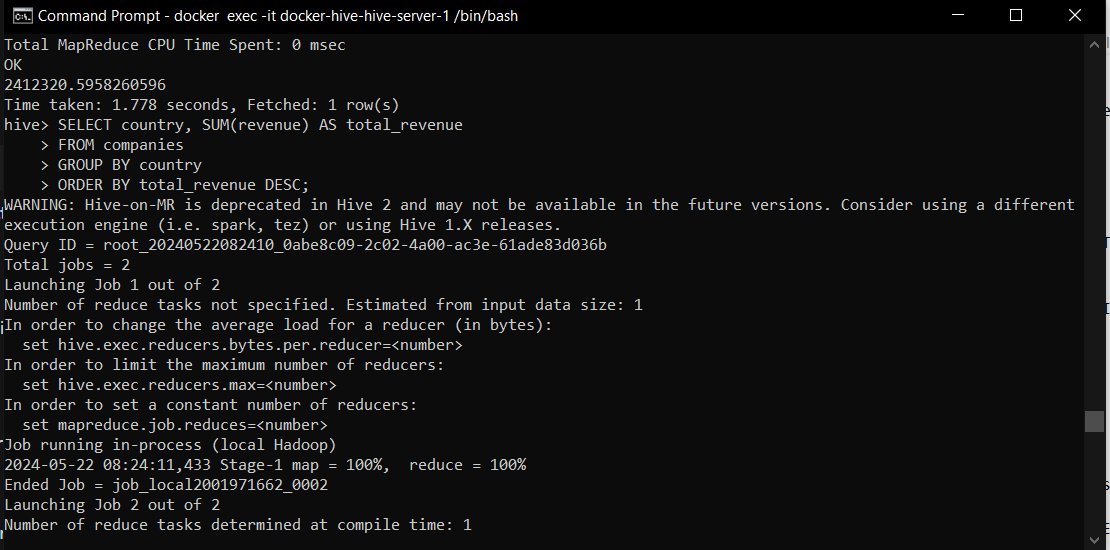 Command Prompt - docker  exec -it docker-hive-hive-server-1 /bin/bash
Total MapReduce CPU Time Spent: 0 msec
OK
2412320.5958260596
Time taken: 1.778 seconds, Fetched: 1 row(s)
hive> SELECT country, SUM(revenue) AS total_revenue
    > FROM companies
    > GROUP BY country
    > ORDER BY total_revenue DESC;
WARNING: Hive-on-MR is deprecated in Hive 2 and may not be available in the future versions. Consider using a different
execution engine (i.e. spark, tez) or using Hive 1.X releases.
Query ID = root_20240522082410_0abe8c09-2c02-4a00-ac3e-61ade83d036b
Total jobs = 2
Launching Job 1 out of 2
Number of reduce tasks not specified. Estimated from input data size: 1
In order to change the average load for a reducer (in bytes):
  set hive.exec.reducers.bytes.per.reducer=<number>
In order to limit the maximum number of reducers:
  set hive.exec.reducers.max=<number>
In order to set a constant number of reducers:
  set mapreduce.job.reduces=<number>
Job running in-process (local Hadoop)
2024-05-22 08:24:11,433 Stage-1 map = 100%,  reduce = 100%
Ended Job = job_local2001971662_0002
Launching Job 2 out of 2
Number of reduce tasks determined at compile time: 1